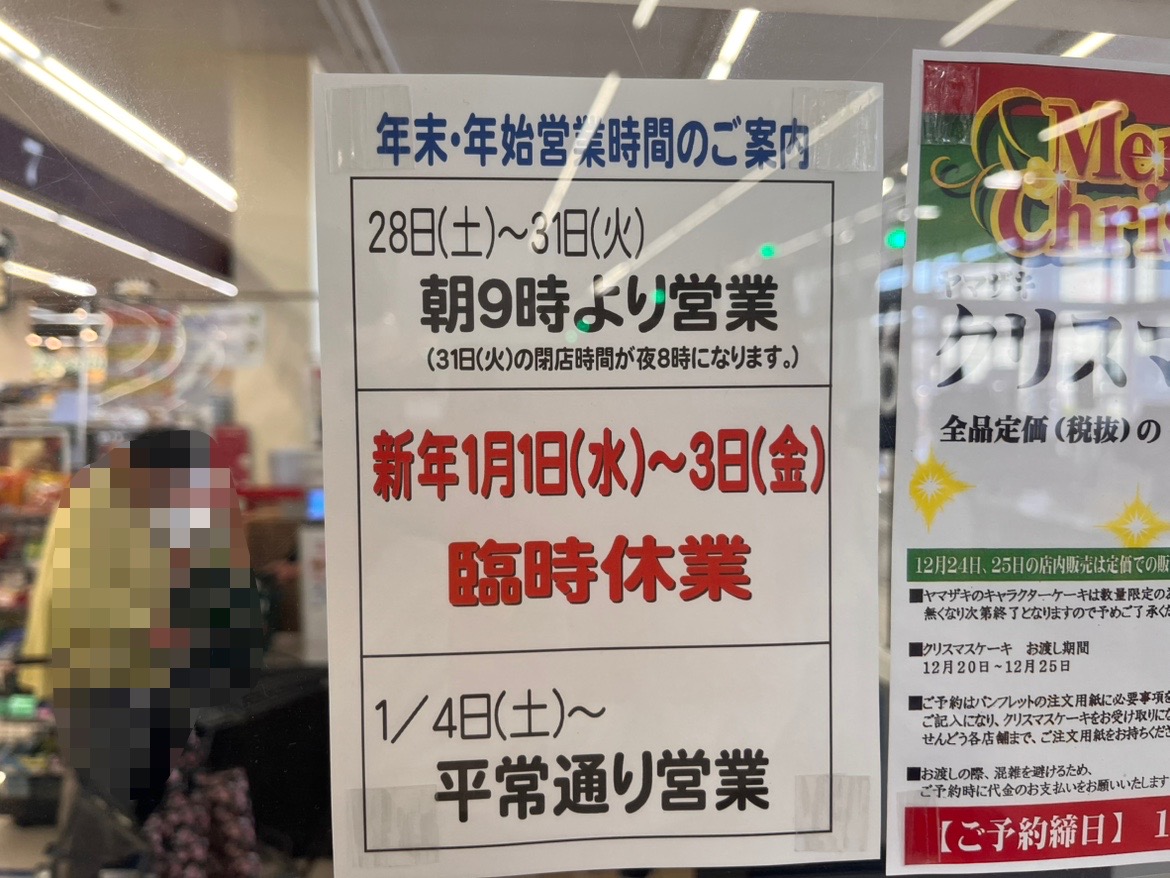 7
年末・年始営業時間のご案内
28日(土)～31日(火)
朝9時より営業
(31日(火)の閉店時間が夜8時になります。)
新年1月1日(水)～3日(金)
臨時休業
1／4日(土)～
平常通り営業
Me
Chris
ヤマザキ
クリスマ
全品定価(税抜)の
12月24日、25日の店内販売は定価での販
■ヤマザキのキャラクターケーキは数量限定の
無くなり次第終了となりますので予めご了承くだ
■クリスマスケーキ　お渡し期間
12月20日～12月25日
■ご予約はパンフレットの注文用紙に必要事項を
ご記入になり、クリスマスケーキをお受け取りに
せんどう各店舗まで、ご注文用紙をお持ちくださ
■お渡しの際、混雑を避けるため、
ご予約時に代金のお支払いをお願いいたします
【ご予約締日】 1